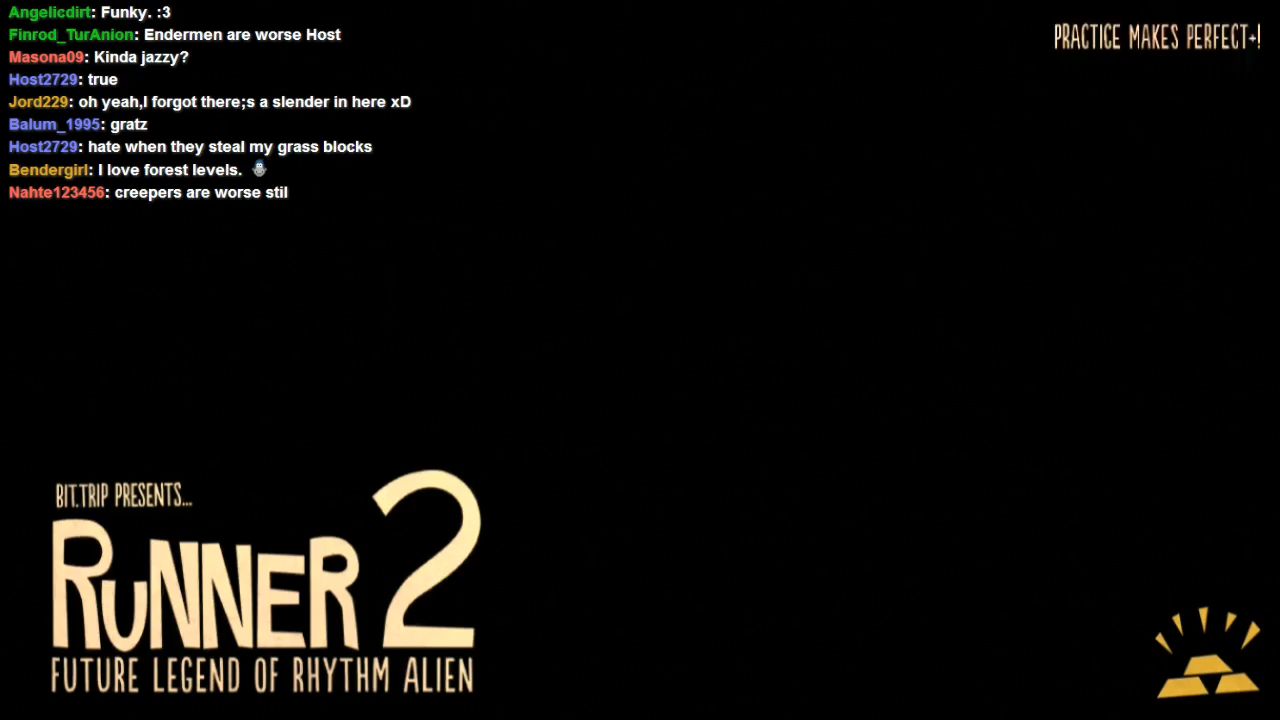 Angelicdirt: Funky. :3
Finrod_TurAnion: Endermen are worse Host
Masona09: Kinda jazzy?
Host2729: true
Jord229: oh yeah,I forgot there;s a slender in here xD
Balum_1995: gratz
Host2729: hate when they steal my grass blocks
Bendergirl: I love forest levels.
Nahte123456: creepers are worse stil
PRACTICE MAKES PERFECT+!
BIT.TRIP PRESENTS...
RUNNER 2
FUTURE LEGEND OF RHYTHM ALIEN